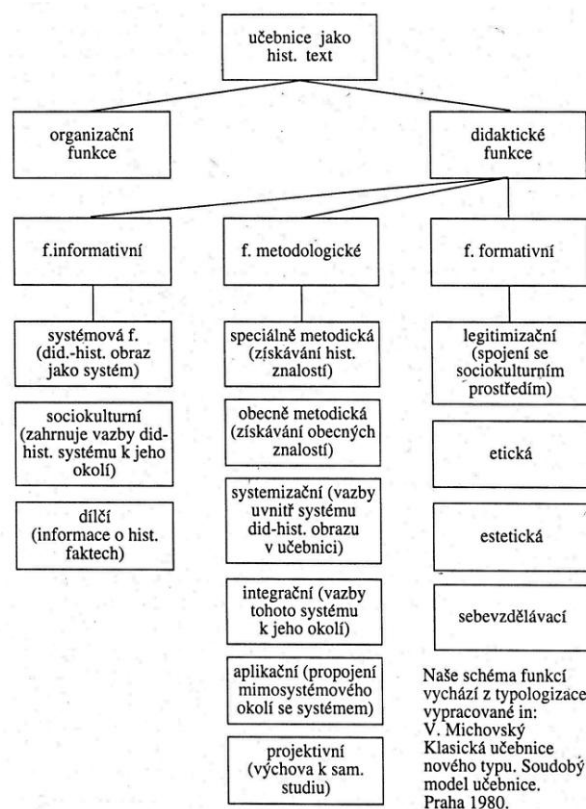 učebnice jako
hist. text
organizační
funkce
didaktické
funkce
f.informativní
f. metodologické
f. formativní
systémová f.
(did.-hist. obraz
jako systém)
sociokulturní
(zahrnuje vazby did-
hist. systému k jeho
okolí)
dílčí
(informace o hist.
faktech)
speciálně metodická
(získávání hist.
znalostí)
obecně metodická
(získávání obecných
znalostí)
systemizační (vazby
uvnitř systému
did-hist. obrazu
v učebnici)
integrační (vazby
tohoto systému
k jeho okolí)
aplikační (propojení
mimosystémového
okolí se systémem)
projektivní
(výchova k sam.
studiu)
legitimizační
(spojení se
sociokulturním
prostředím)
etická
estetická
sebevzdělávací
Naše schéma funkcí
vychází z typologizace
vypracované in:
V. Michovský
Klasická učebnice
nového typu. Soudobý
model učebnice.
Praha 1980.